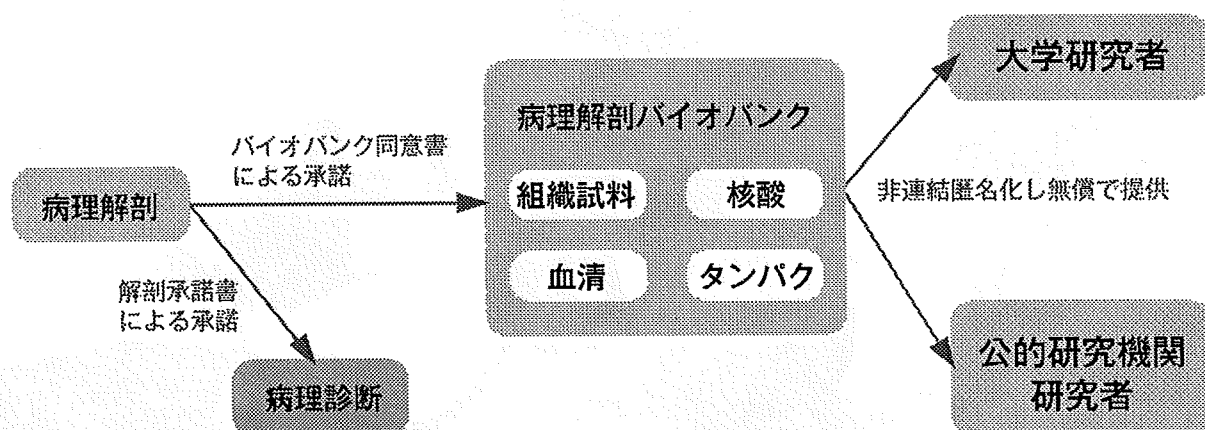 大学研究者
病理解剖バイオバンク
バイオバンク同意書
による承諾
組織試料
核酸
病理解剖
非連結匿名化し無償で提供
血清
タンパク
解剖承諾書
による承諾
公的研究機関
研究者
病理診断